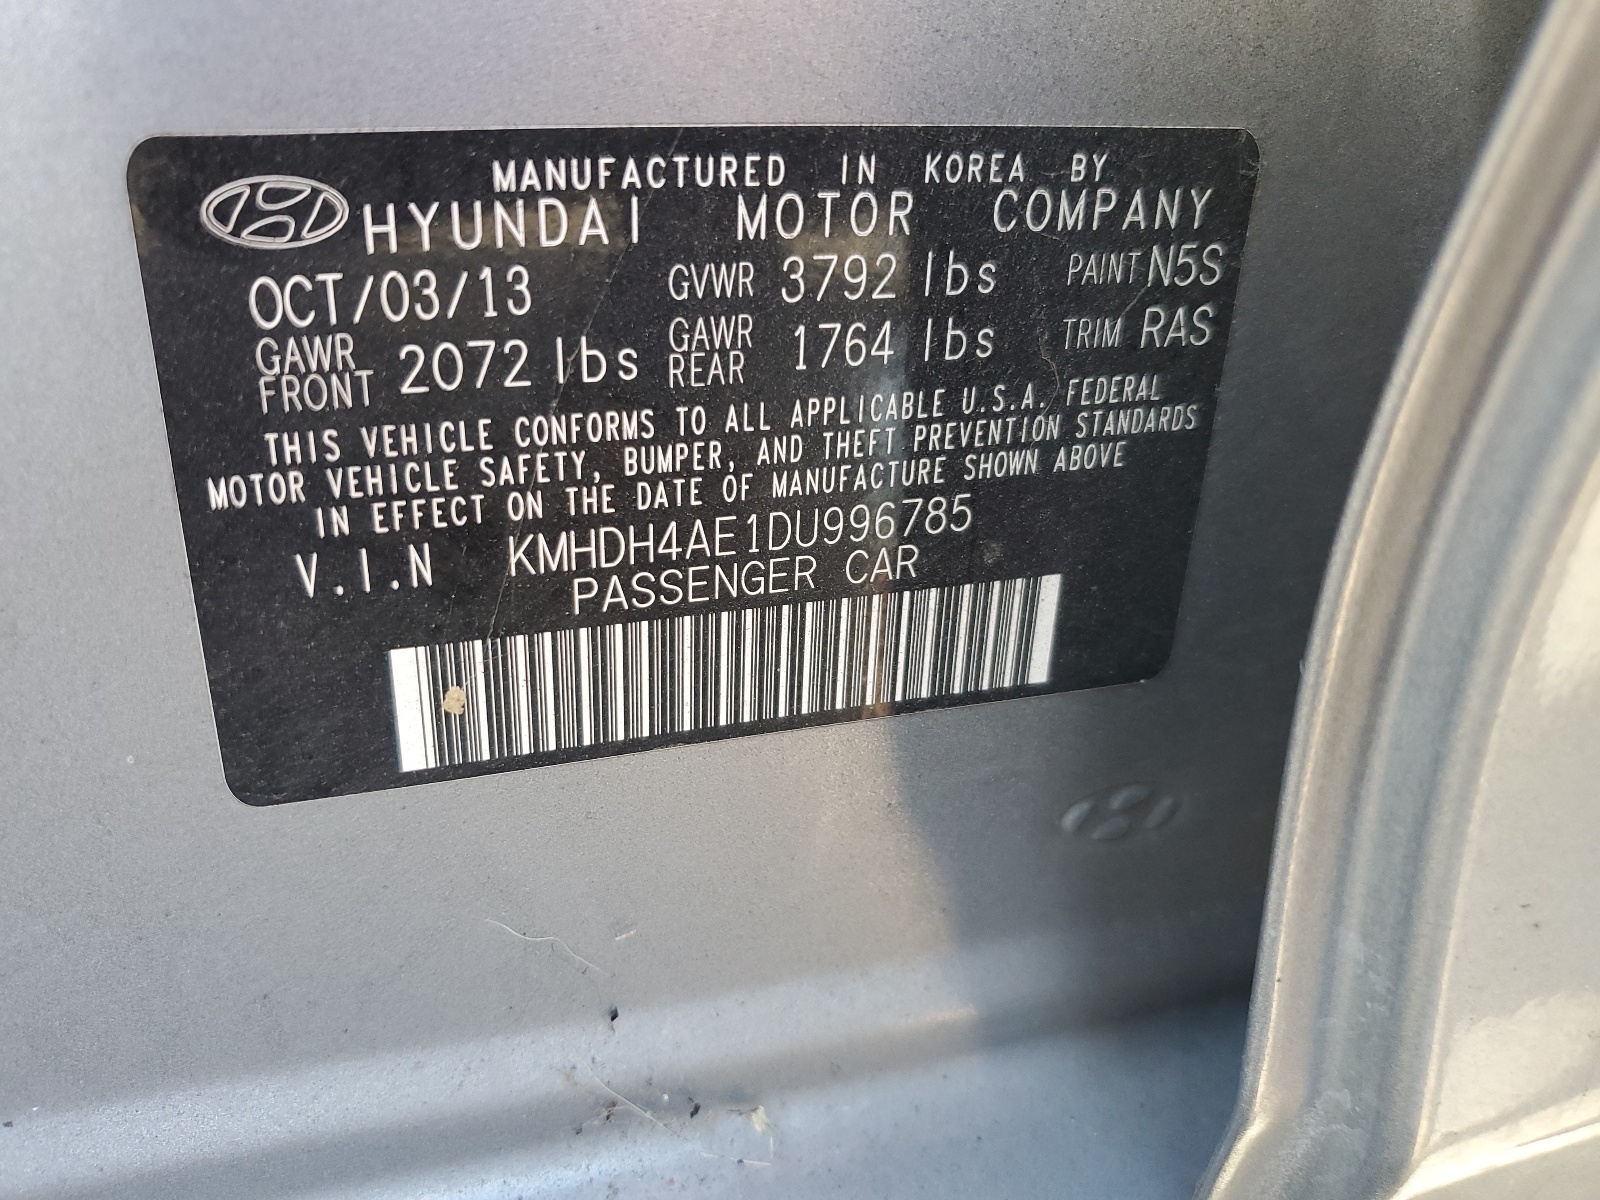 MANUFACTURED IN KOREA BY
HYUNDAI MOTOR COMPANY
OCT/03/13 GVWR 3792 lbs PAINT N5S
GAWR FRONT 2072 lbs GAWR REAR 1764 lbs TRIM RAS
THIS VEHICLE CONFORMS TO ALL APPLICABLE U.S.A. FEDERAL
MOTOR VEHICLE SAFETY, BUMPER, AND THEFT PREVENTION STANDARDS
IN EFFECT ON THE DATE OF MANUFACTURE SHOWN ABOVE
V.I.N KMHDH4AE1DU996785
PASSENGER CAR